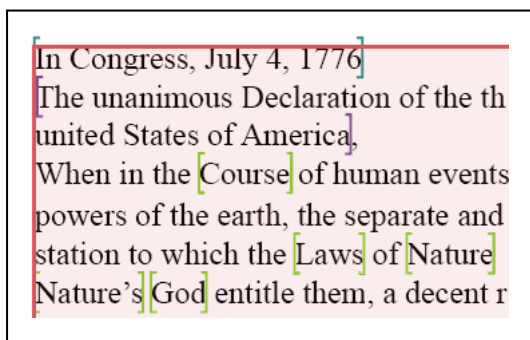 In Congress, July 4, 1776
The unanimous Declaration of the th
united States of America,
When in the Course of human events
powers of the earth, the separate and
station to which the Laws of Nature
Nature's God entitle them, a decent r